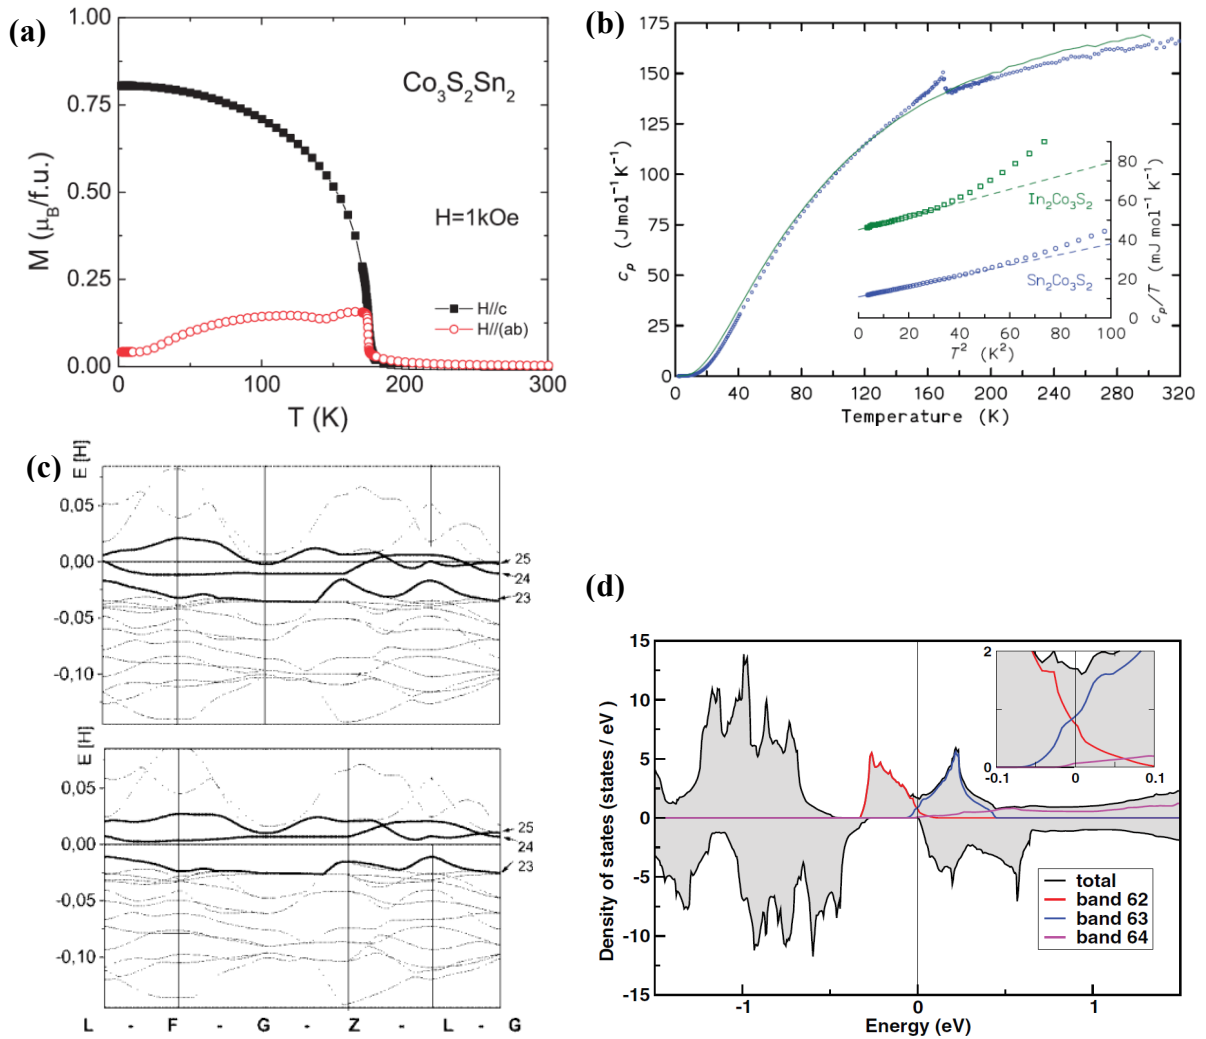 (a)
1.00
0.75
0.50
0.25
0.00
M (μB/f.u.)
Co3S2Sn2
H=1kOe
H//c
H//(ab)
0 100 200 300
T (K)
(b)
175
150
125
100
75
50
25
0
cp (J mol−1 K−1)
80
60
40
20
0
cp/T (mJ mol−1 K−1)
In2Co3S2
Sn2Co3S2
0 20 40 60 80 100
T2 (K2)
0 40 80 120 160 200 240 280 320
Temperature (K)
(c)
E [H]
0,05
0,00
-0,05
-0,10
25
24
23
E [H]
0,05
0,00
-0,05
-0,10
25
24
23
L - F - G - Z - L - G
(d)
15
10
5
0
-5
-10
-15
Density of states (states / eV)
2
0
-0.1 0 0.1
total
band 62
band 63
band 64
-1 0 1
Energy (eV)